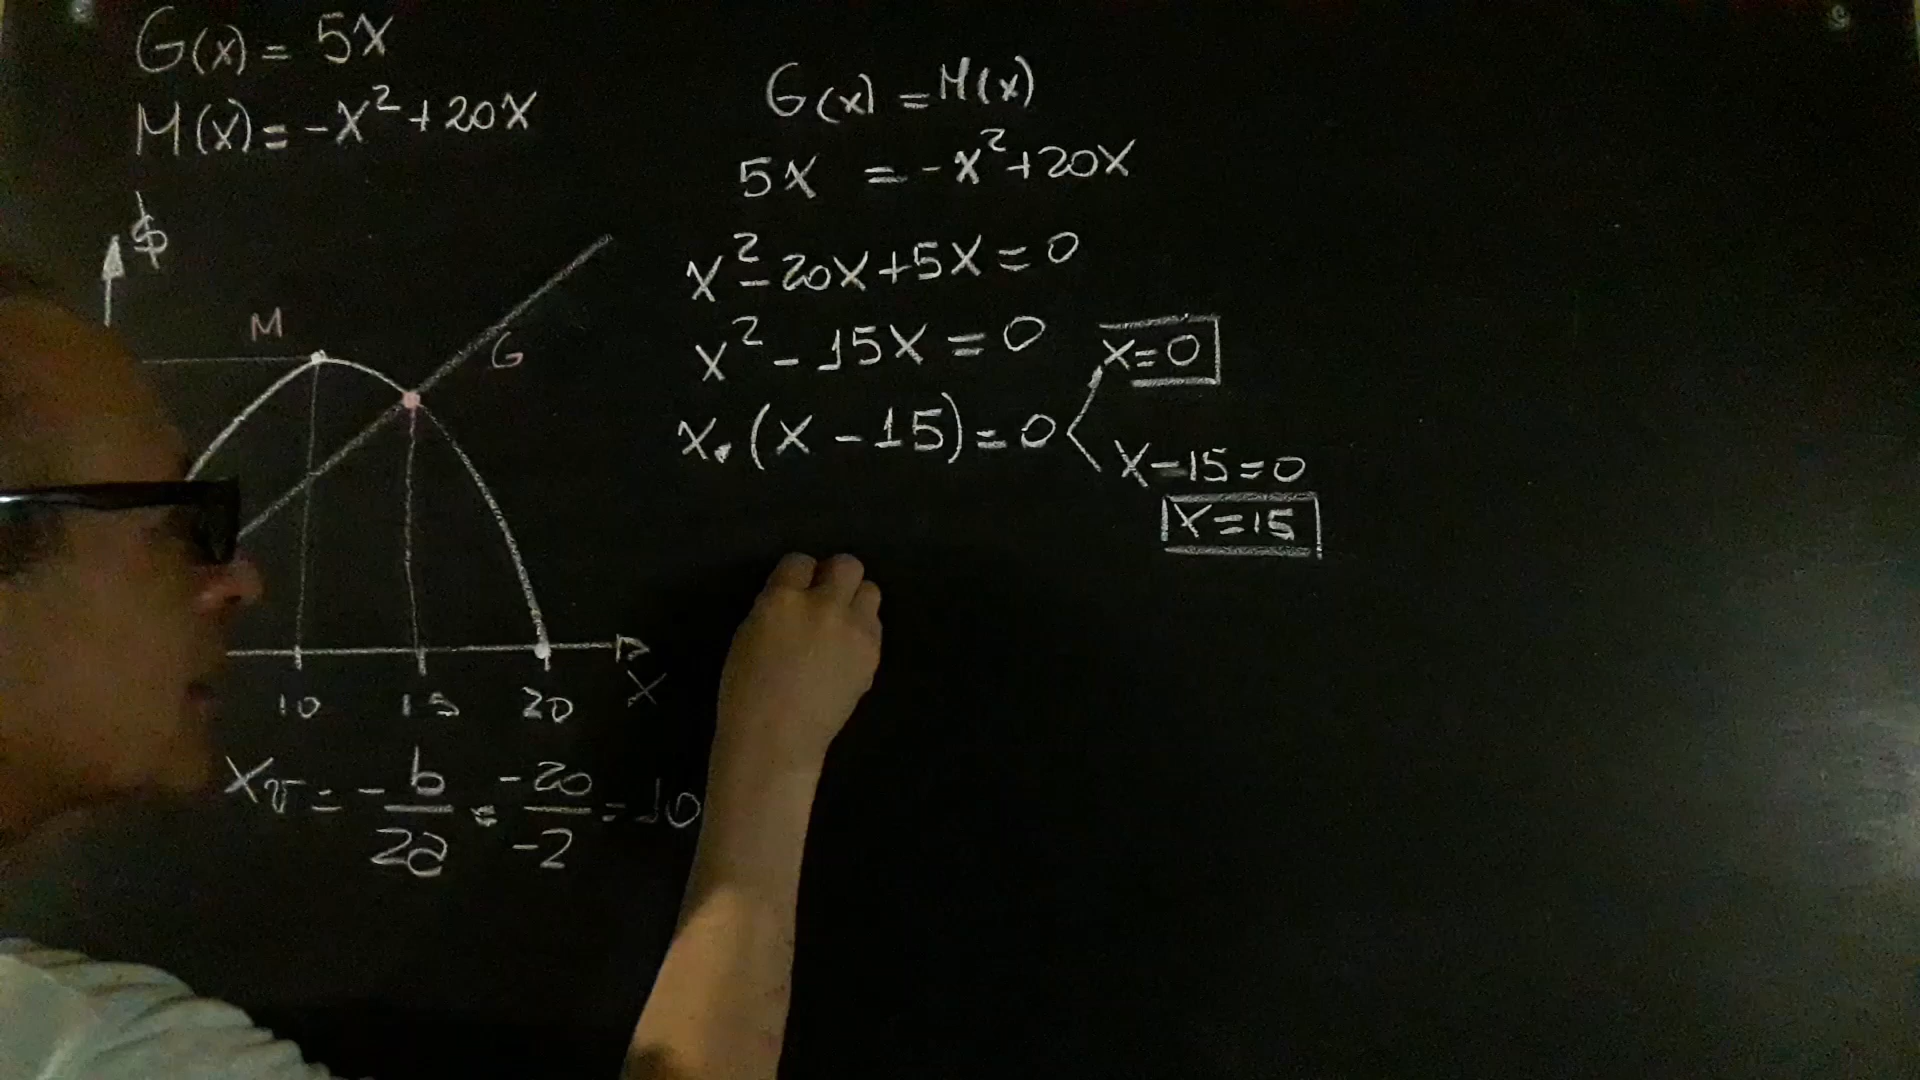 G(x) = 5x
M(x) = -x² + 20x
$
M
G
10 15 20 X
Xv = -b/2a = -20/-2 = 10
G(x) = M(x)
5x = -x² + 20x
x² - 20x + 5x = 0
x² - 15x = 0
x=0
x.(x - 15) = 0
x-15=0
x=15